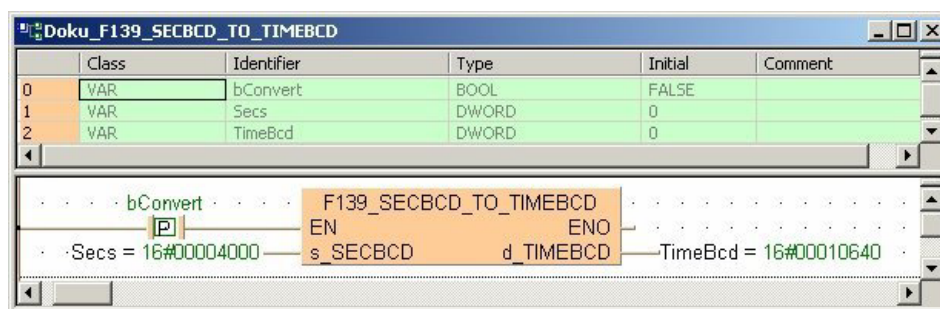 Doku_F139_SECBCD_TO_TIMEBCD
Class Identifier Type Initial Comment
0 VAR bConvert BOOL FALSE
1 VAR Secs DWORD 0
2 VAR TimeBcd DWORD 0
bConvert F139_SECBCD_TO_TIMEBCD
P EN ENO
Secs = 16#00004000 s_SECBCD d_TIMEBCD TimeBcd = 16#00010640